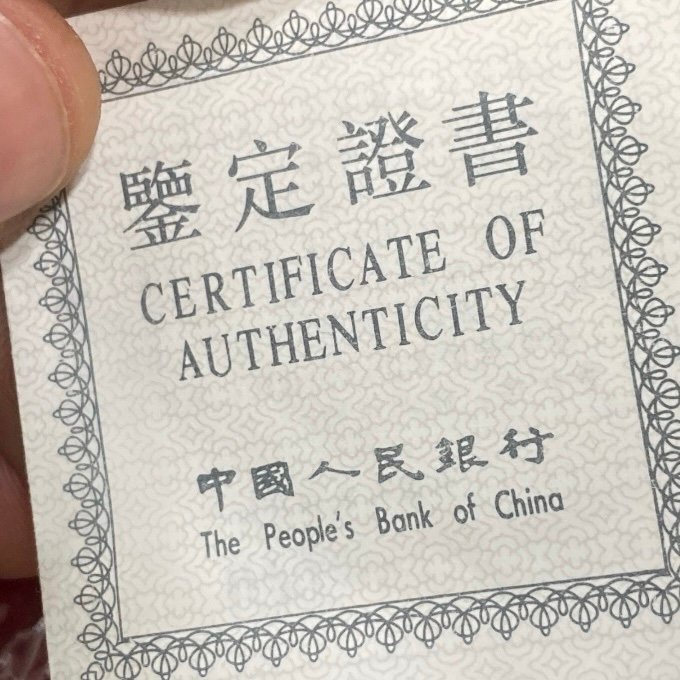 鑒定證書
CERTIFICATE OF
AUTHENTICITY
中國人民銀行
The People's Bank of China